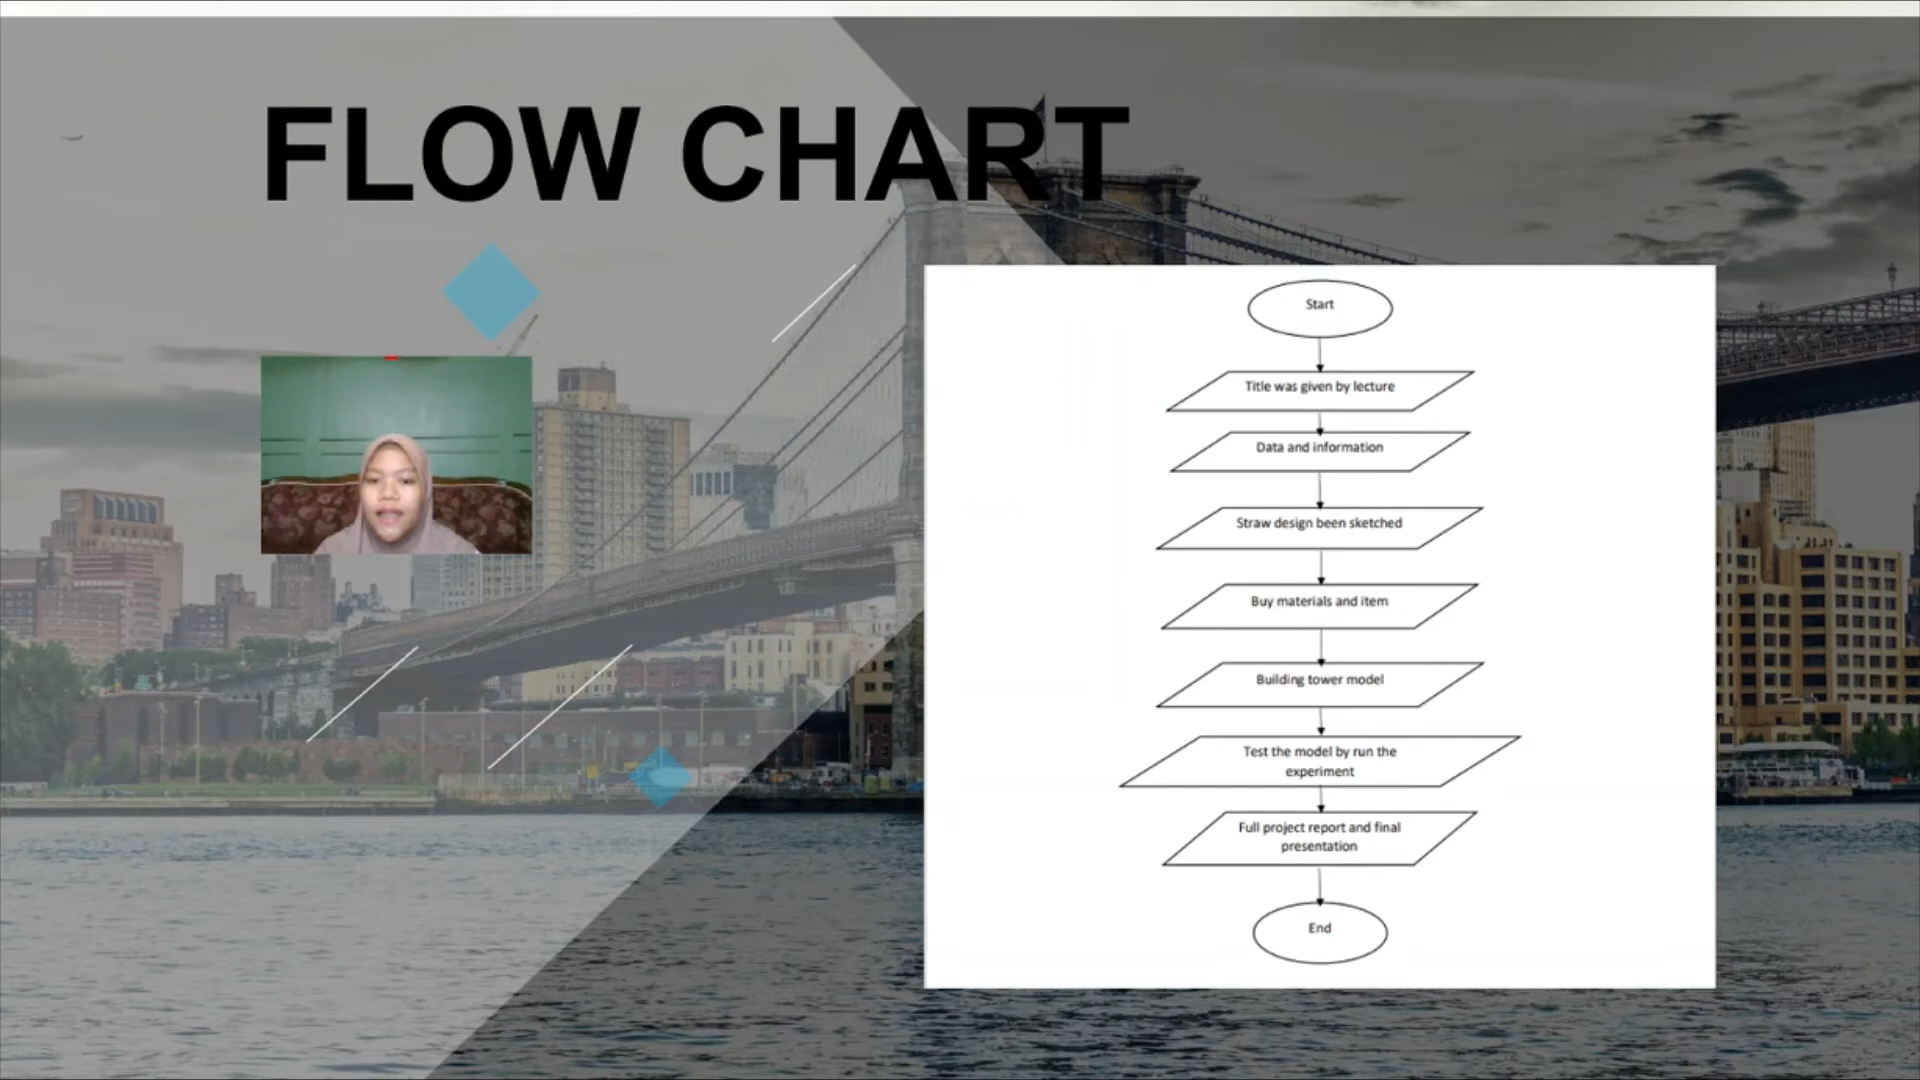 FLOW CHART
Start
Title was given by lecture
Data and information
Straw design been sketched
Buy materials and item
Building tower model
Test the model by run the
experiment
Full project report and final
presentation
End